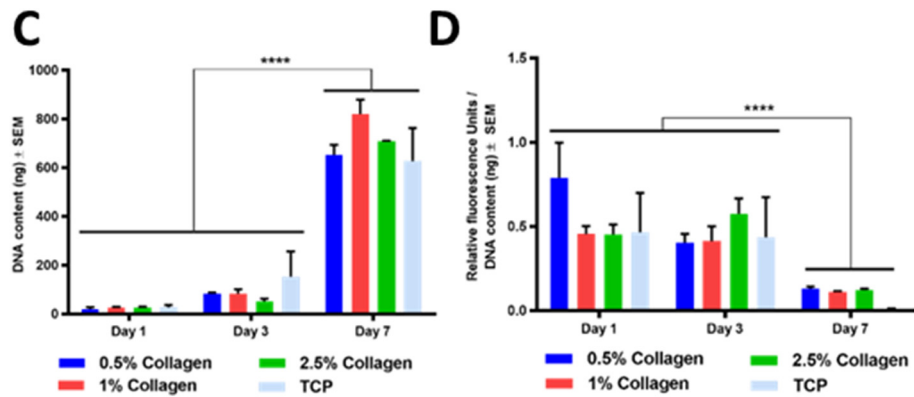 C
DNA content (ng) ± SEM
1000
800
600
400
200
0
****
Day 1 Day 3 Day 7
0.5% Collagen 2.5% Collagen
1% Collagen TCP
D
Relative fluorescence Units /
DNA content (ng) ± SEM
1.5
1.0
0.5
0.0
****
Day 1 Day 3 Day 7
0.5% Collagen 2.5% Collagen
1% Collagen TCP